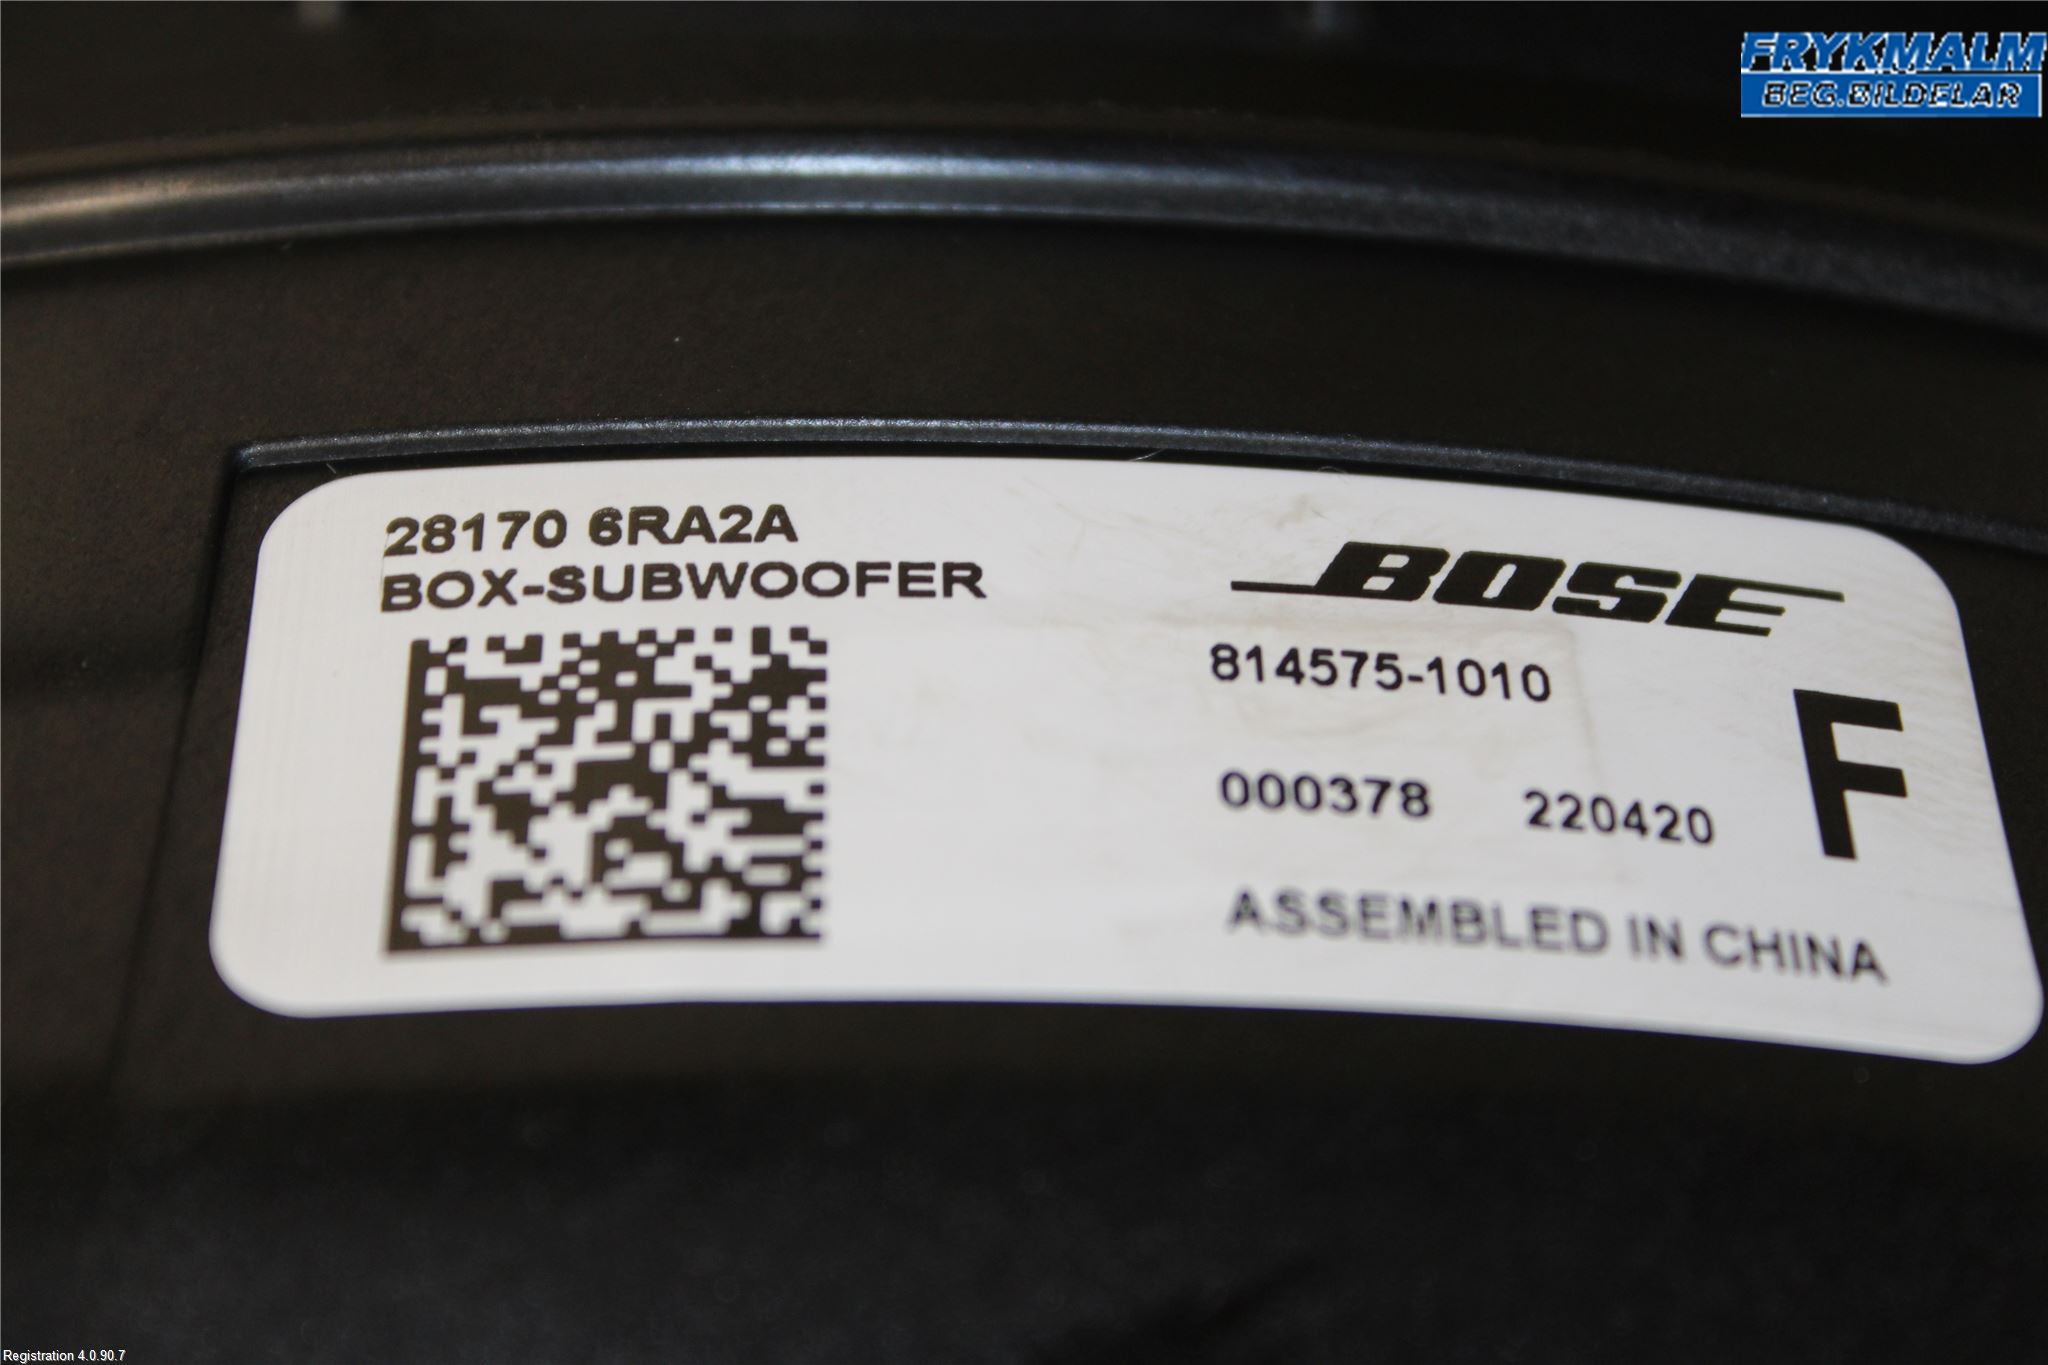 FRYKMALM
BEG.BILDELAR
28170 6RA2A
BOX-SUBWOOFER
BOSE
814575-1010
F
000378 220420
ASSEMBLED IN CHINA
Registration 4.0.90.7